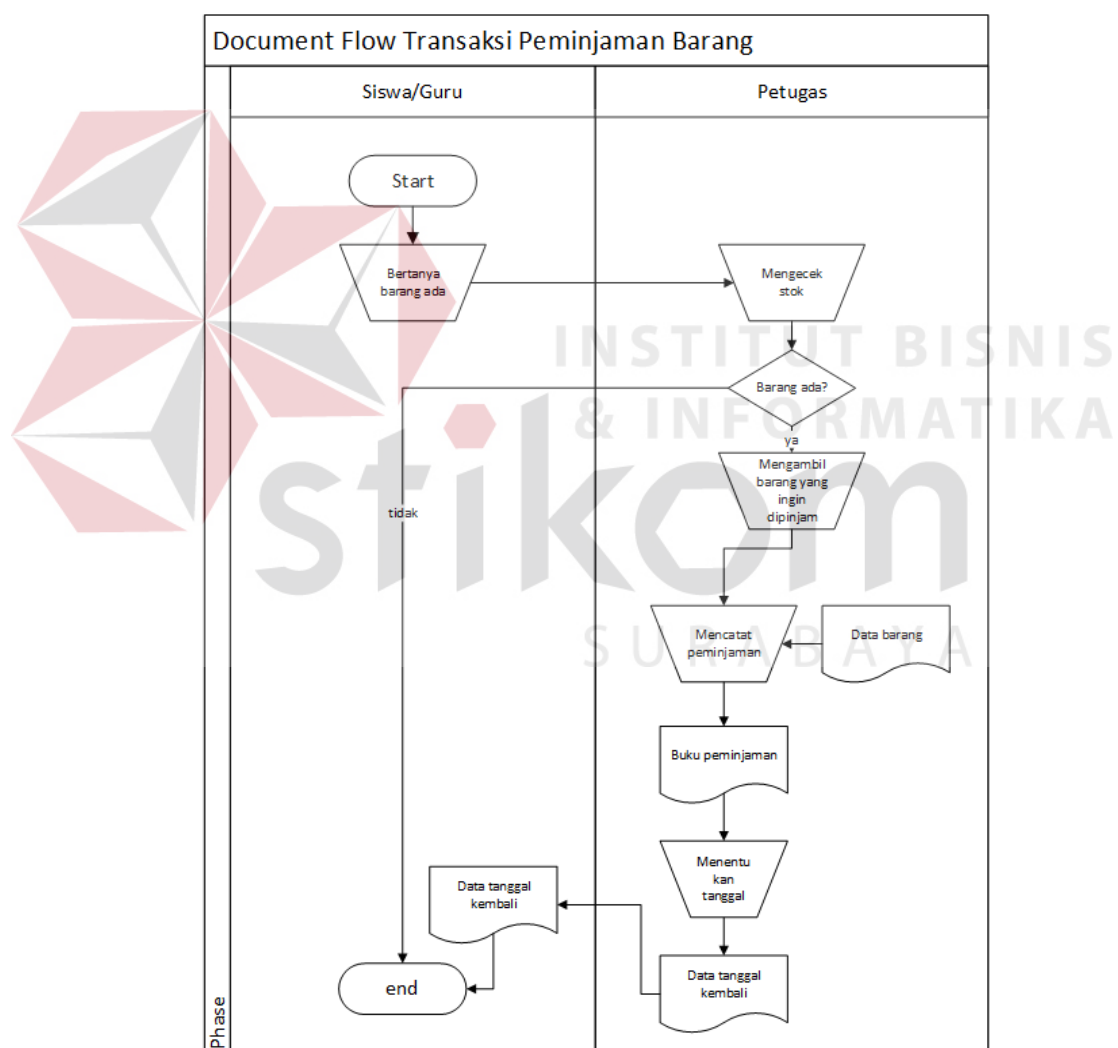 Document Flow Transaksi Peminjaman Barang
Siswa/Guru
Petugas
Start
Bertanya
barang ada
Mengecek
stok
INSTITUT BISNIS
Barang ada?
& INFORMATIKA
ya
Mengambil
barang yang
ingin
dipinjam
tidak
stikom
Mencatat
peminjaman
Data barang
SURABAYA
Buku peminjaman
Menentu
kan
tanggal
Data tanggal
kembali
Data tanggal
kembali
end
Phase